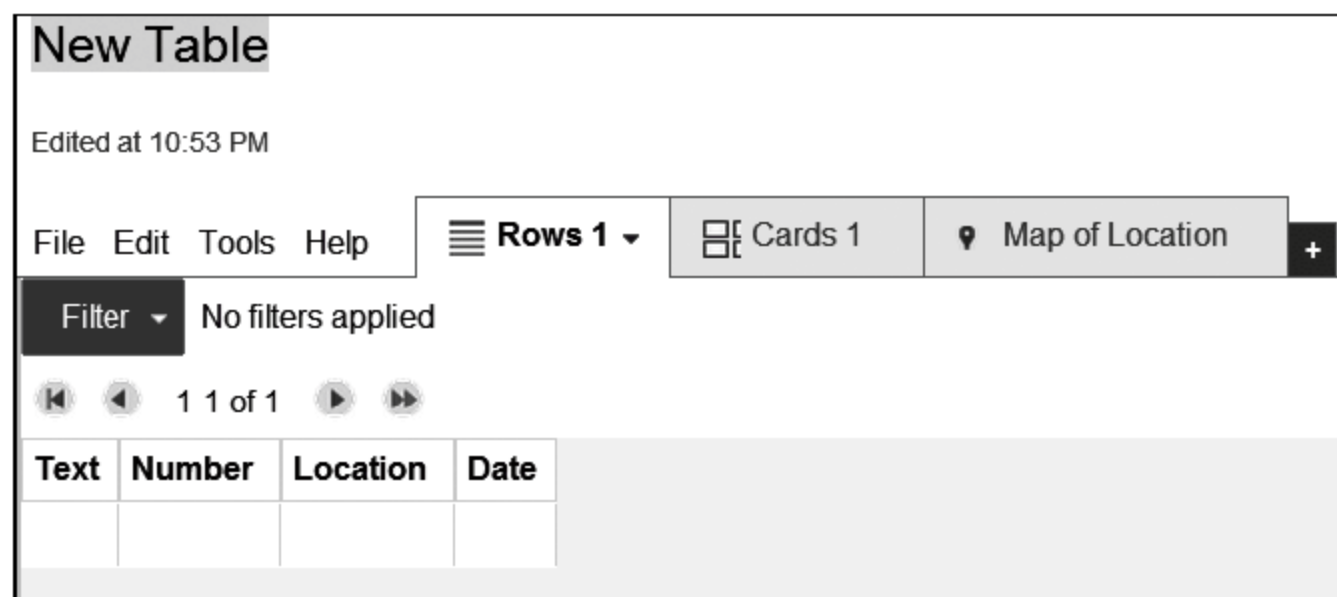 New Table
Edited at 10:53 PM
File Edit Tools Help Rows 1 Cards 1 Map of Location +
Filter No filters applied
1 1 of 1
Text Number Location Date